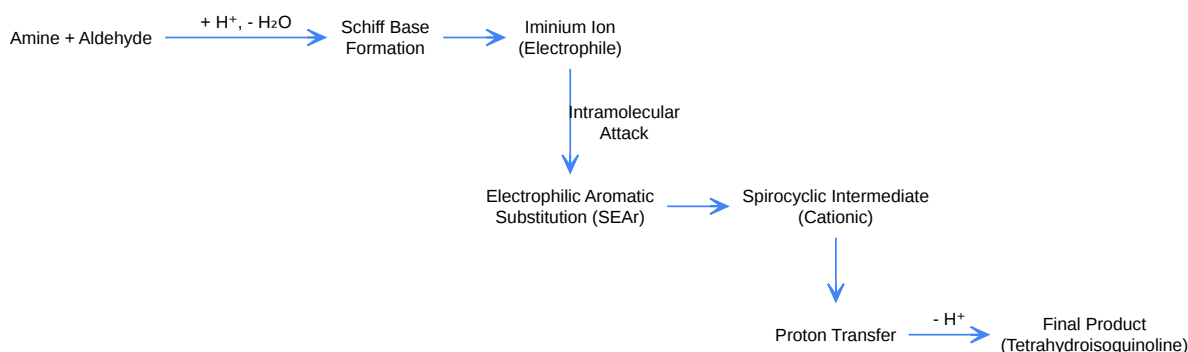 Amine + Aldehyde
+ H⁺, - H₂O
Schiff Base
Formation
Iminium Ion
(Electrophile)
Intramolecular
Attack
Electrophilic Aromatic
Substitution (SEAr)
Spirocyclic Intermediate
(Cationic)
Proton Transfer
- H⁺
Final Product
(Tetrahydroisoquinoline)